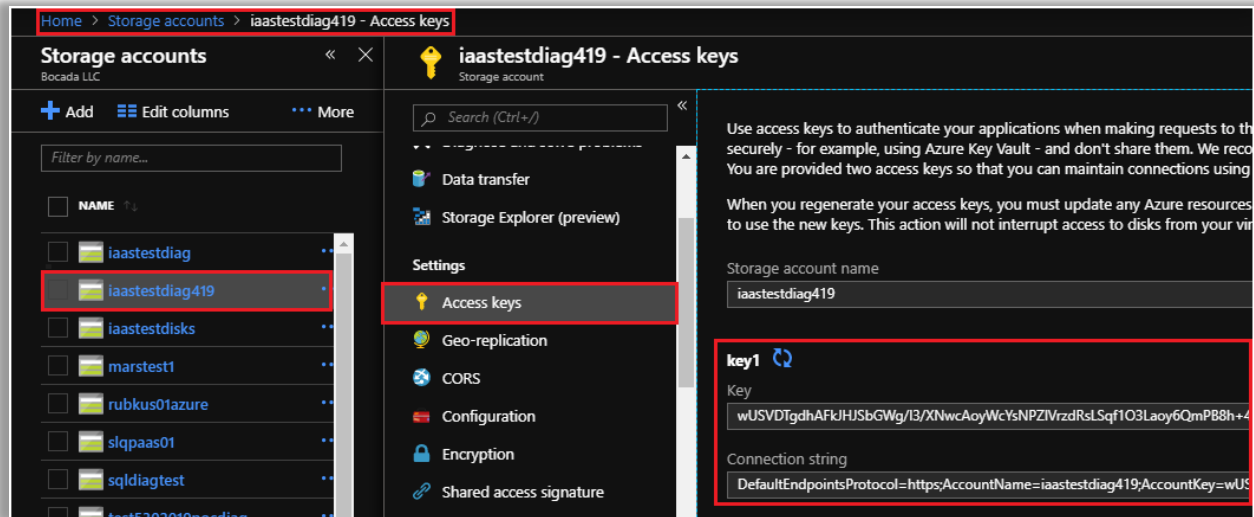 Home > Storage accounts > iaastestdiag419 - Access keys
Storage accounts
Bocada LLC
Add Edit columns More
Filter by name...
NAME
iaastestdiag
iaastestdiag419
iaastestdisks
marstest1
rubkus01azure
slqpaas01
sqldiagtest
iaastestdiag419 - Access keys
Storage account
Search (Ctrl+/)
Data transfer
Storage Explorer (preview)
Settings
Access keys
Geo-replication
CORS
Configuration
Encryption
Shared access signature
Use access keys to authenticate your applications when making requests to th
securely - for example, using Azure Key Vault - and don't share them. We reco
You are provided two access keys so that you can maintain connections using
When you regenerate your access keys, you must update any Azure resources
to use the new keys. This action will not interrupt access to disks from your vir
Storage account name
iaastestdiag419
key1
Key
wUSVDTgdhAFkJHJSbGWg/I3/XNwcAoyWcYsNPZIVrzdRsLSqf1O3Laoy6QmPB8h+4
Connection string
DefaultEndpointsProtocol=https;AccountName=iaastestdiag419;AccountKey=wUS